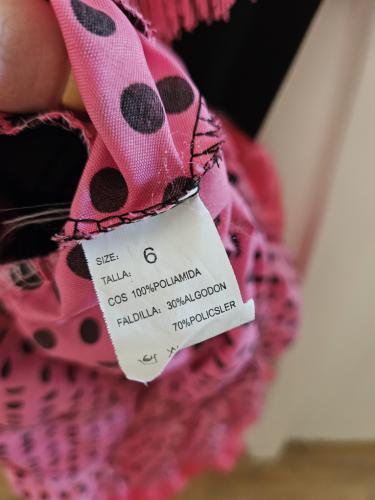 SIZE: 6
TALLA:
COS 100%POLIAMIDA
FALDILLA: 30%ALGODON
70%POLICSLER